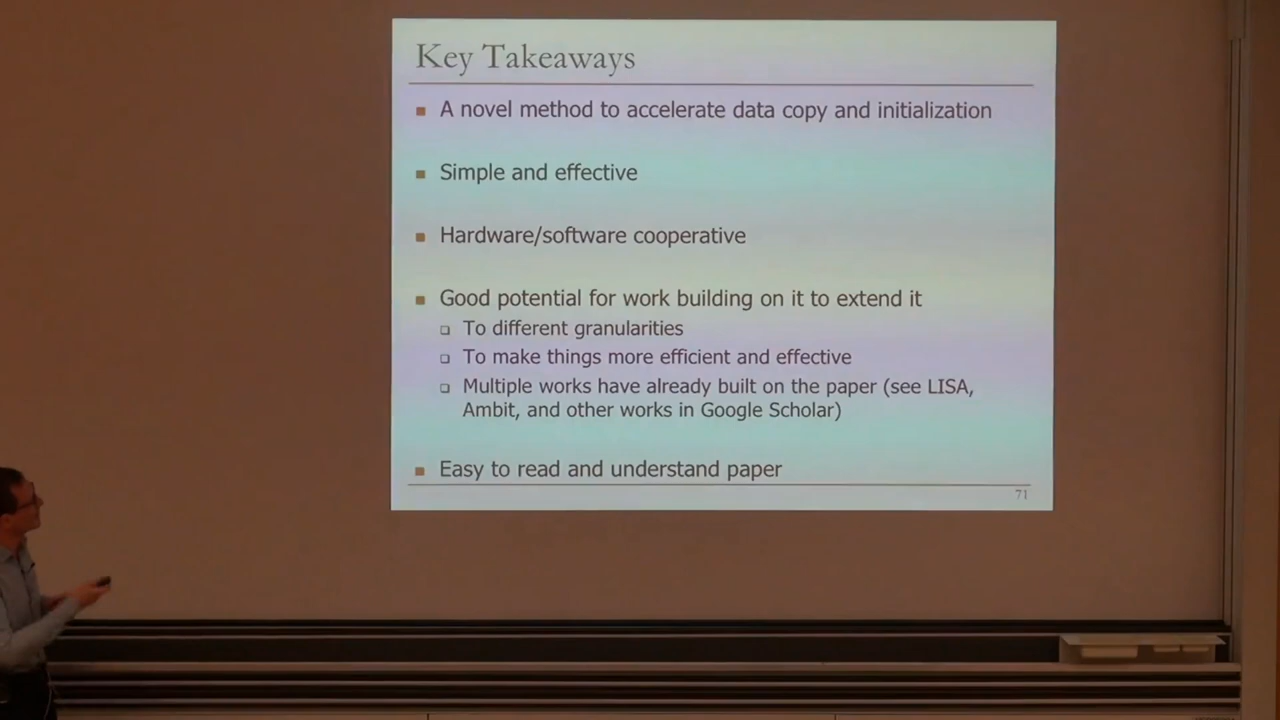 Key Takeaways
A novel method to accelerate data copy and initialization
Simple and effective
Hardware/software cooperative
Good potential for work building on it to extend it
To different granularities
To make things more efficient and effective
Multiple works have already built on the paper (see LISA,
Ambit, and other works in Google Scholar)
Easy to read and understand paper
71